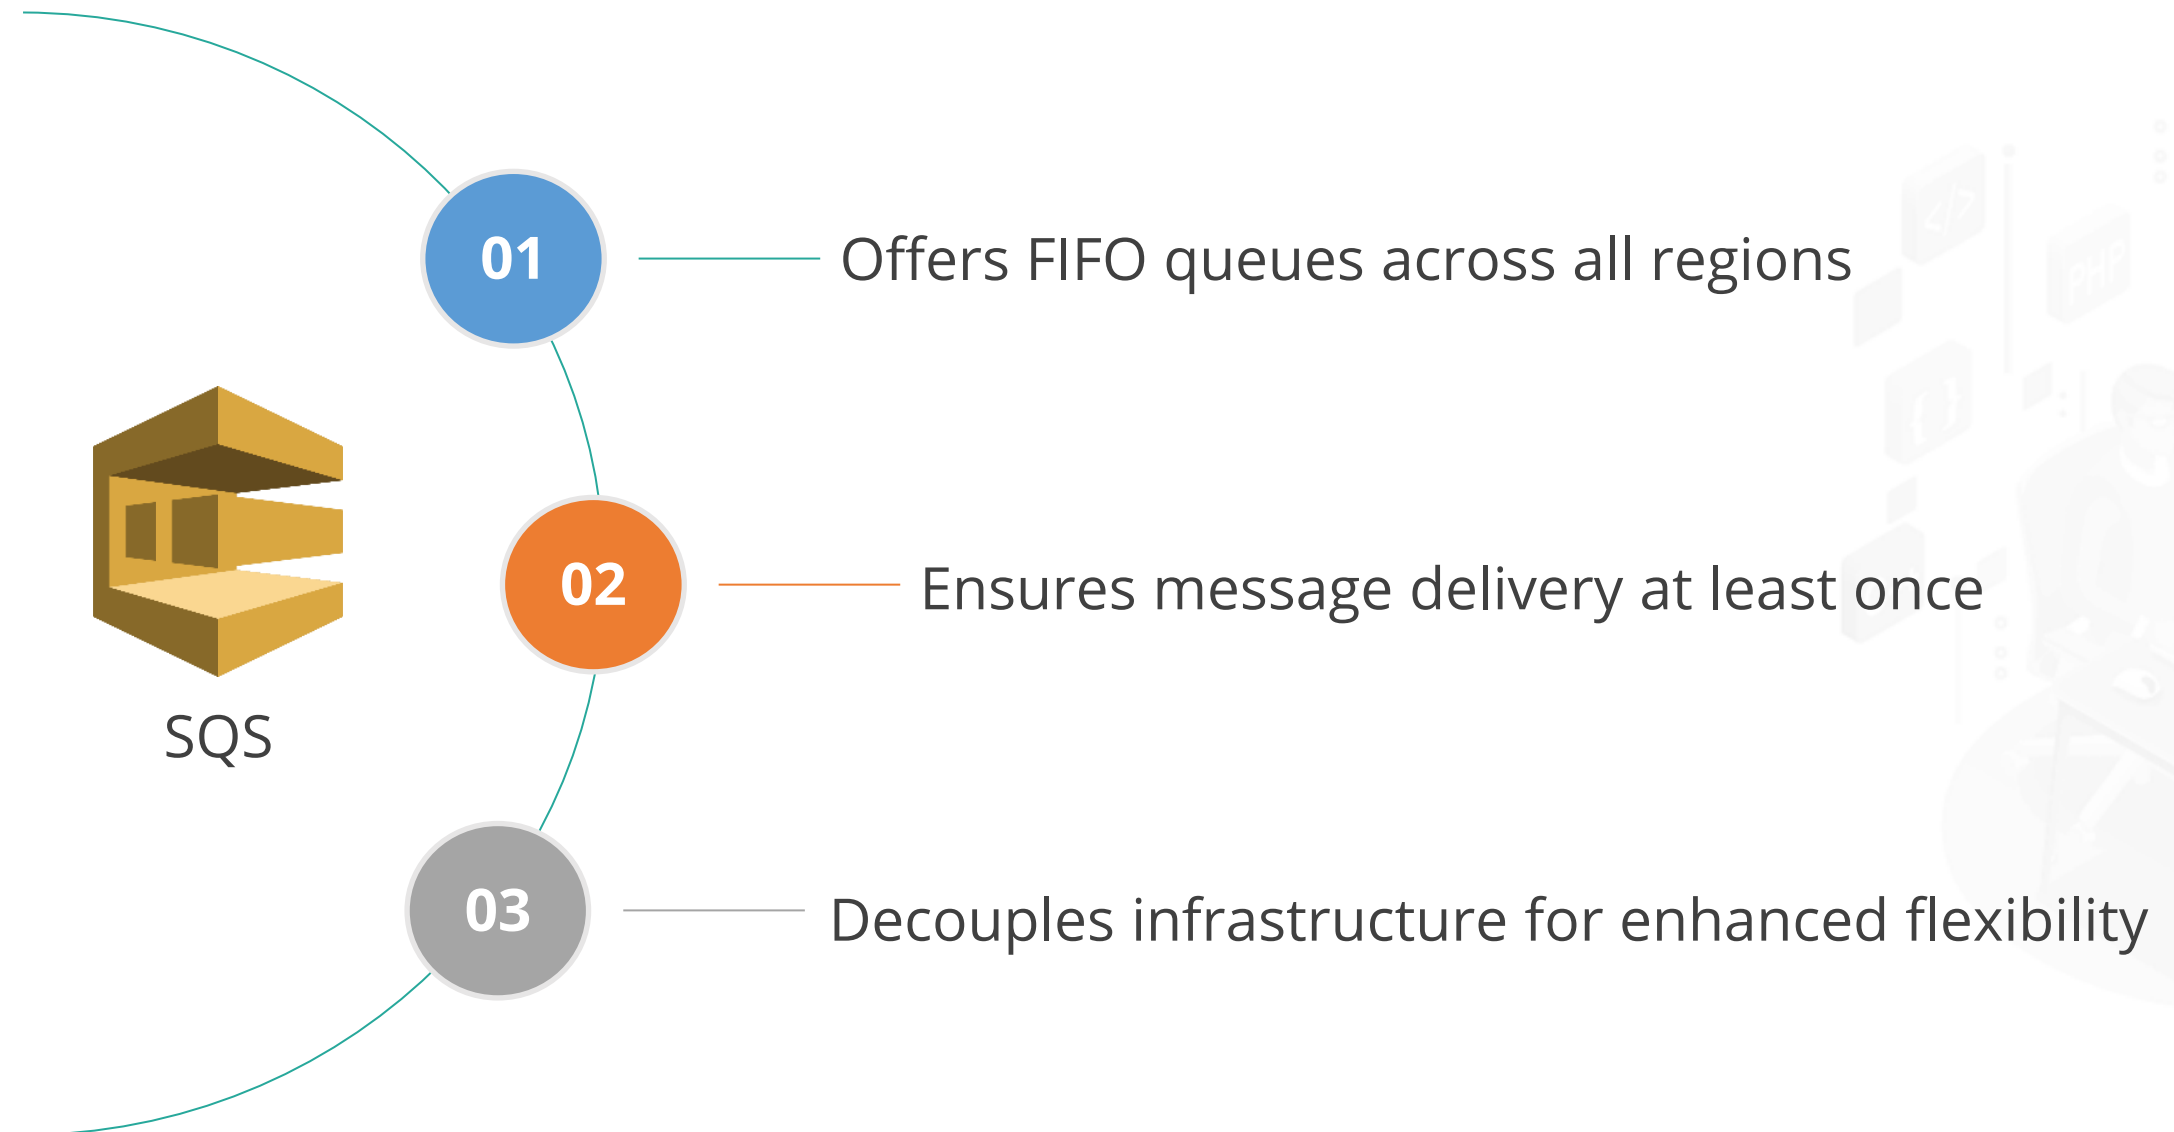 01
Offers FIFO queues across all regions
02
Ensures message delivery at least once
SQS
03
Decouples infrastructure for enhanced flexibility